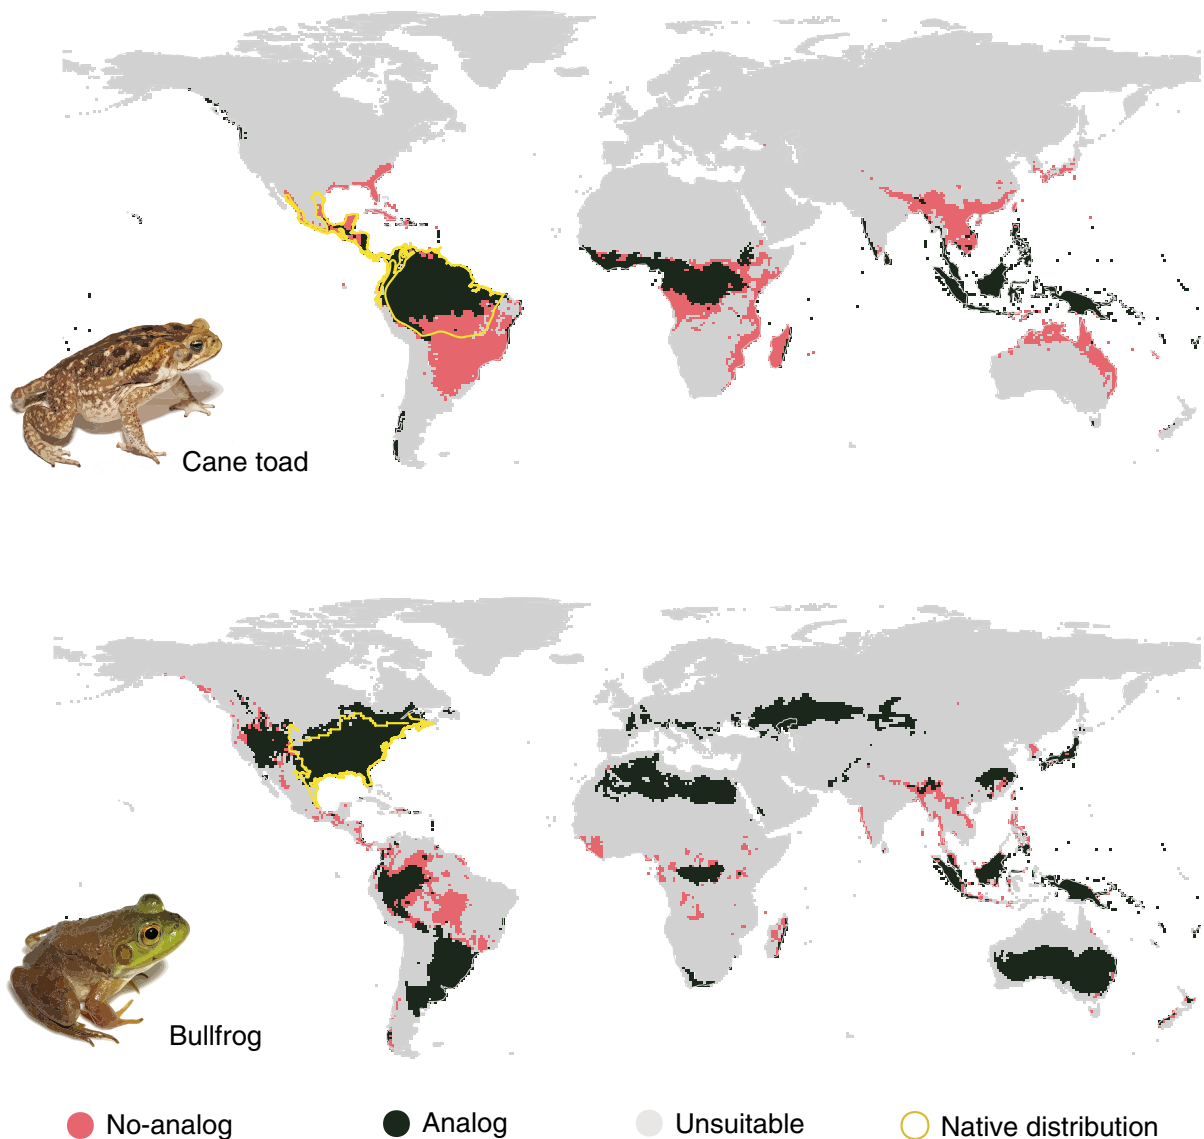 Cane toad
Bullfrog
No-analog
Analog
Unsuitable
Native distribution